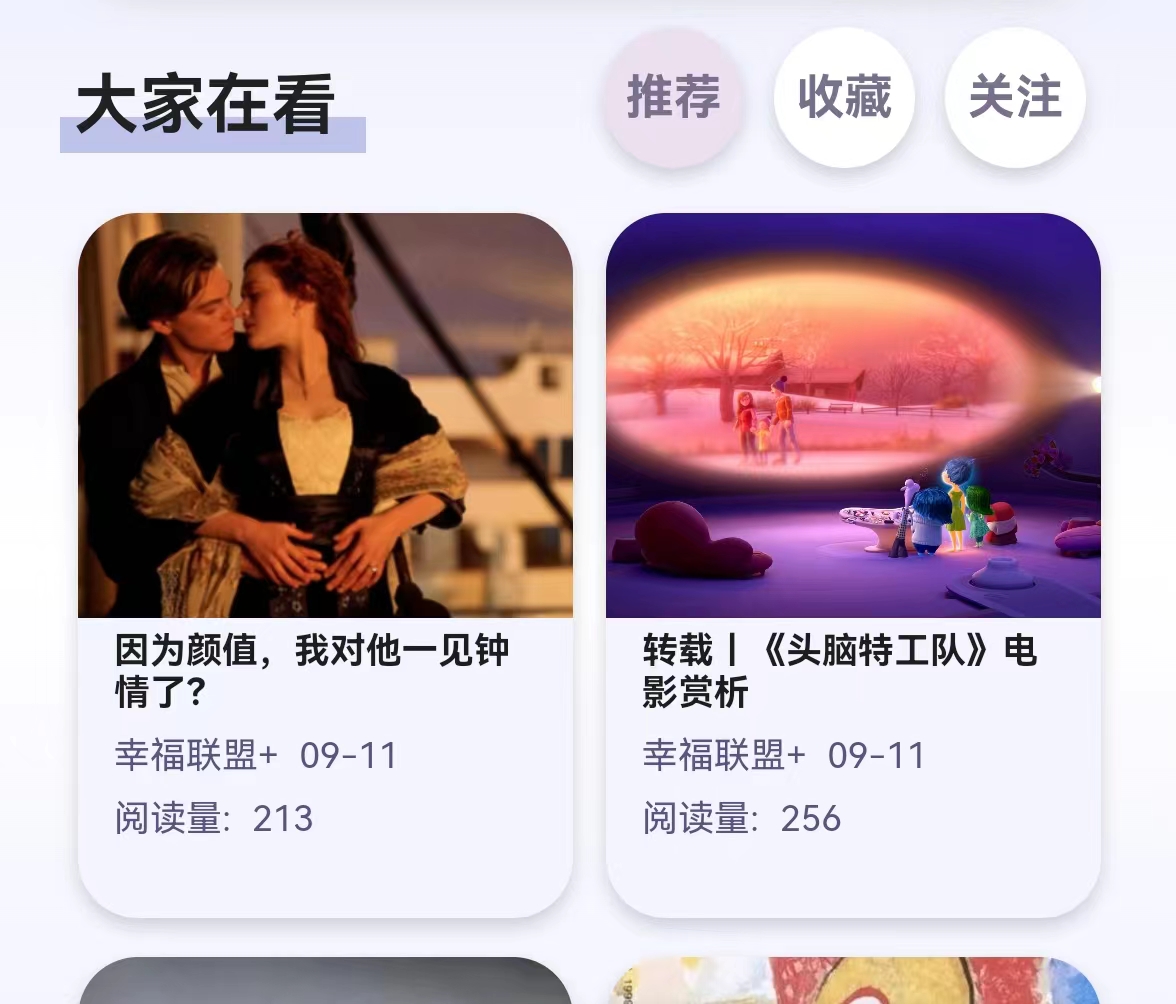 大家在看
推荐
收藏
关注
因为颜值，我对他一见钟
情了？
幸福联盟+ 09-11
阅读量: 213
转载丨《头脑特工队》电
影赏析
幸福联盟+ 09-11
阅读量: 256